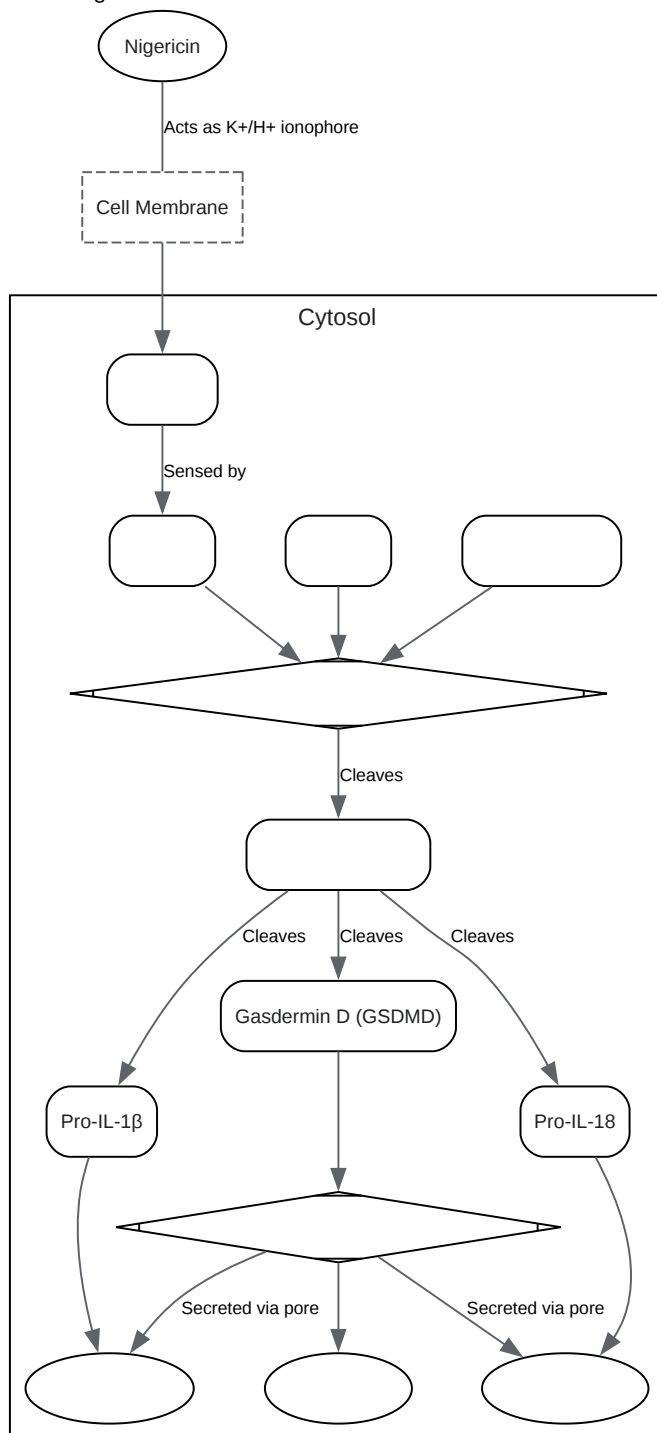 Nigericin
Acts as K+/H+ ionophore
Cell Membrane
Cytosol
Sensed by
Cleaves
Cleaves
Cleaves
Cleaves
Gasdermin D (GSDMD)
Pro-IL-1β
Pro-IL-18
Secreted via pore
Secreted via pore